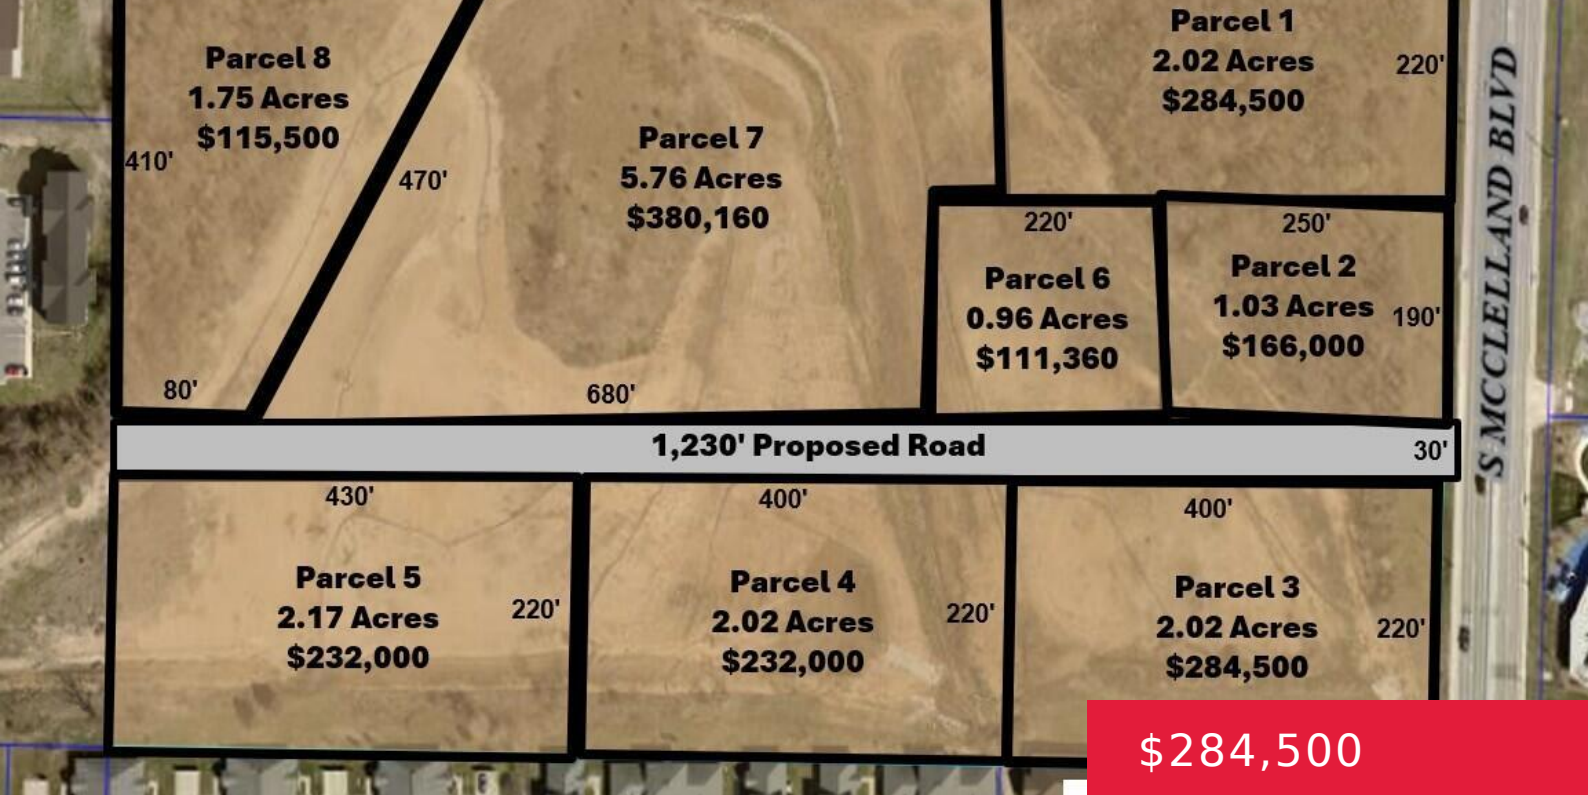 Parcel 8
1.75 Acres
$115,500
410'
80'
470'
Parcel 7
5.76 Acres
$380,160
680'
Parcel 1
2.02 Acres
$284,500
220'
220'
Parcel 6
0.96 Acres
$111,360
250'
Parcel 2
1.03 Acres
$166,000
190'
S MCCLELLAND BLVD
1,230' Proposed Road
30'
430'
Parcel 5
2.17 Acres
$232,000
220'
400'
Parcel 4
2.02 Acres
$232,000
220'
400'
Parcel 3
2.02 Acres
$284,500
220'
$284,500